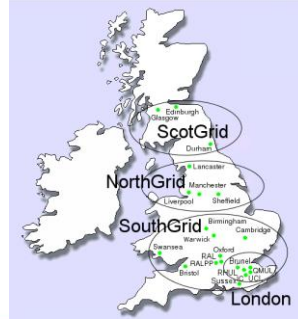 Edinburgh
Glasgow
ScotGrid
Durham
Lancaster
NorthGrid
Manchester
Liverpool
Sheffield
SouthGrid
Birmingham
Warwick
Cambridge
Swansea
Oxford
RAL
RALPP
Brunel
Bristol
RHUL
QMUL
IC
UCL
Sussex
London